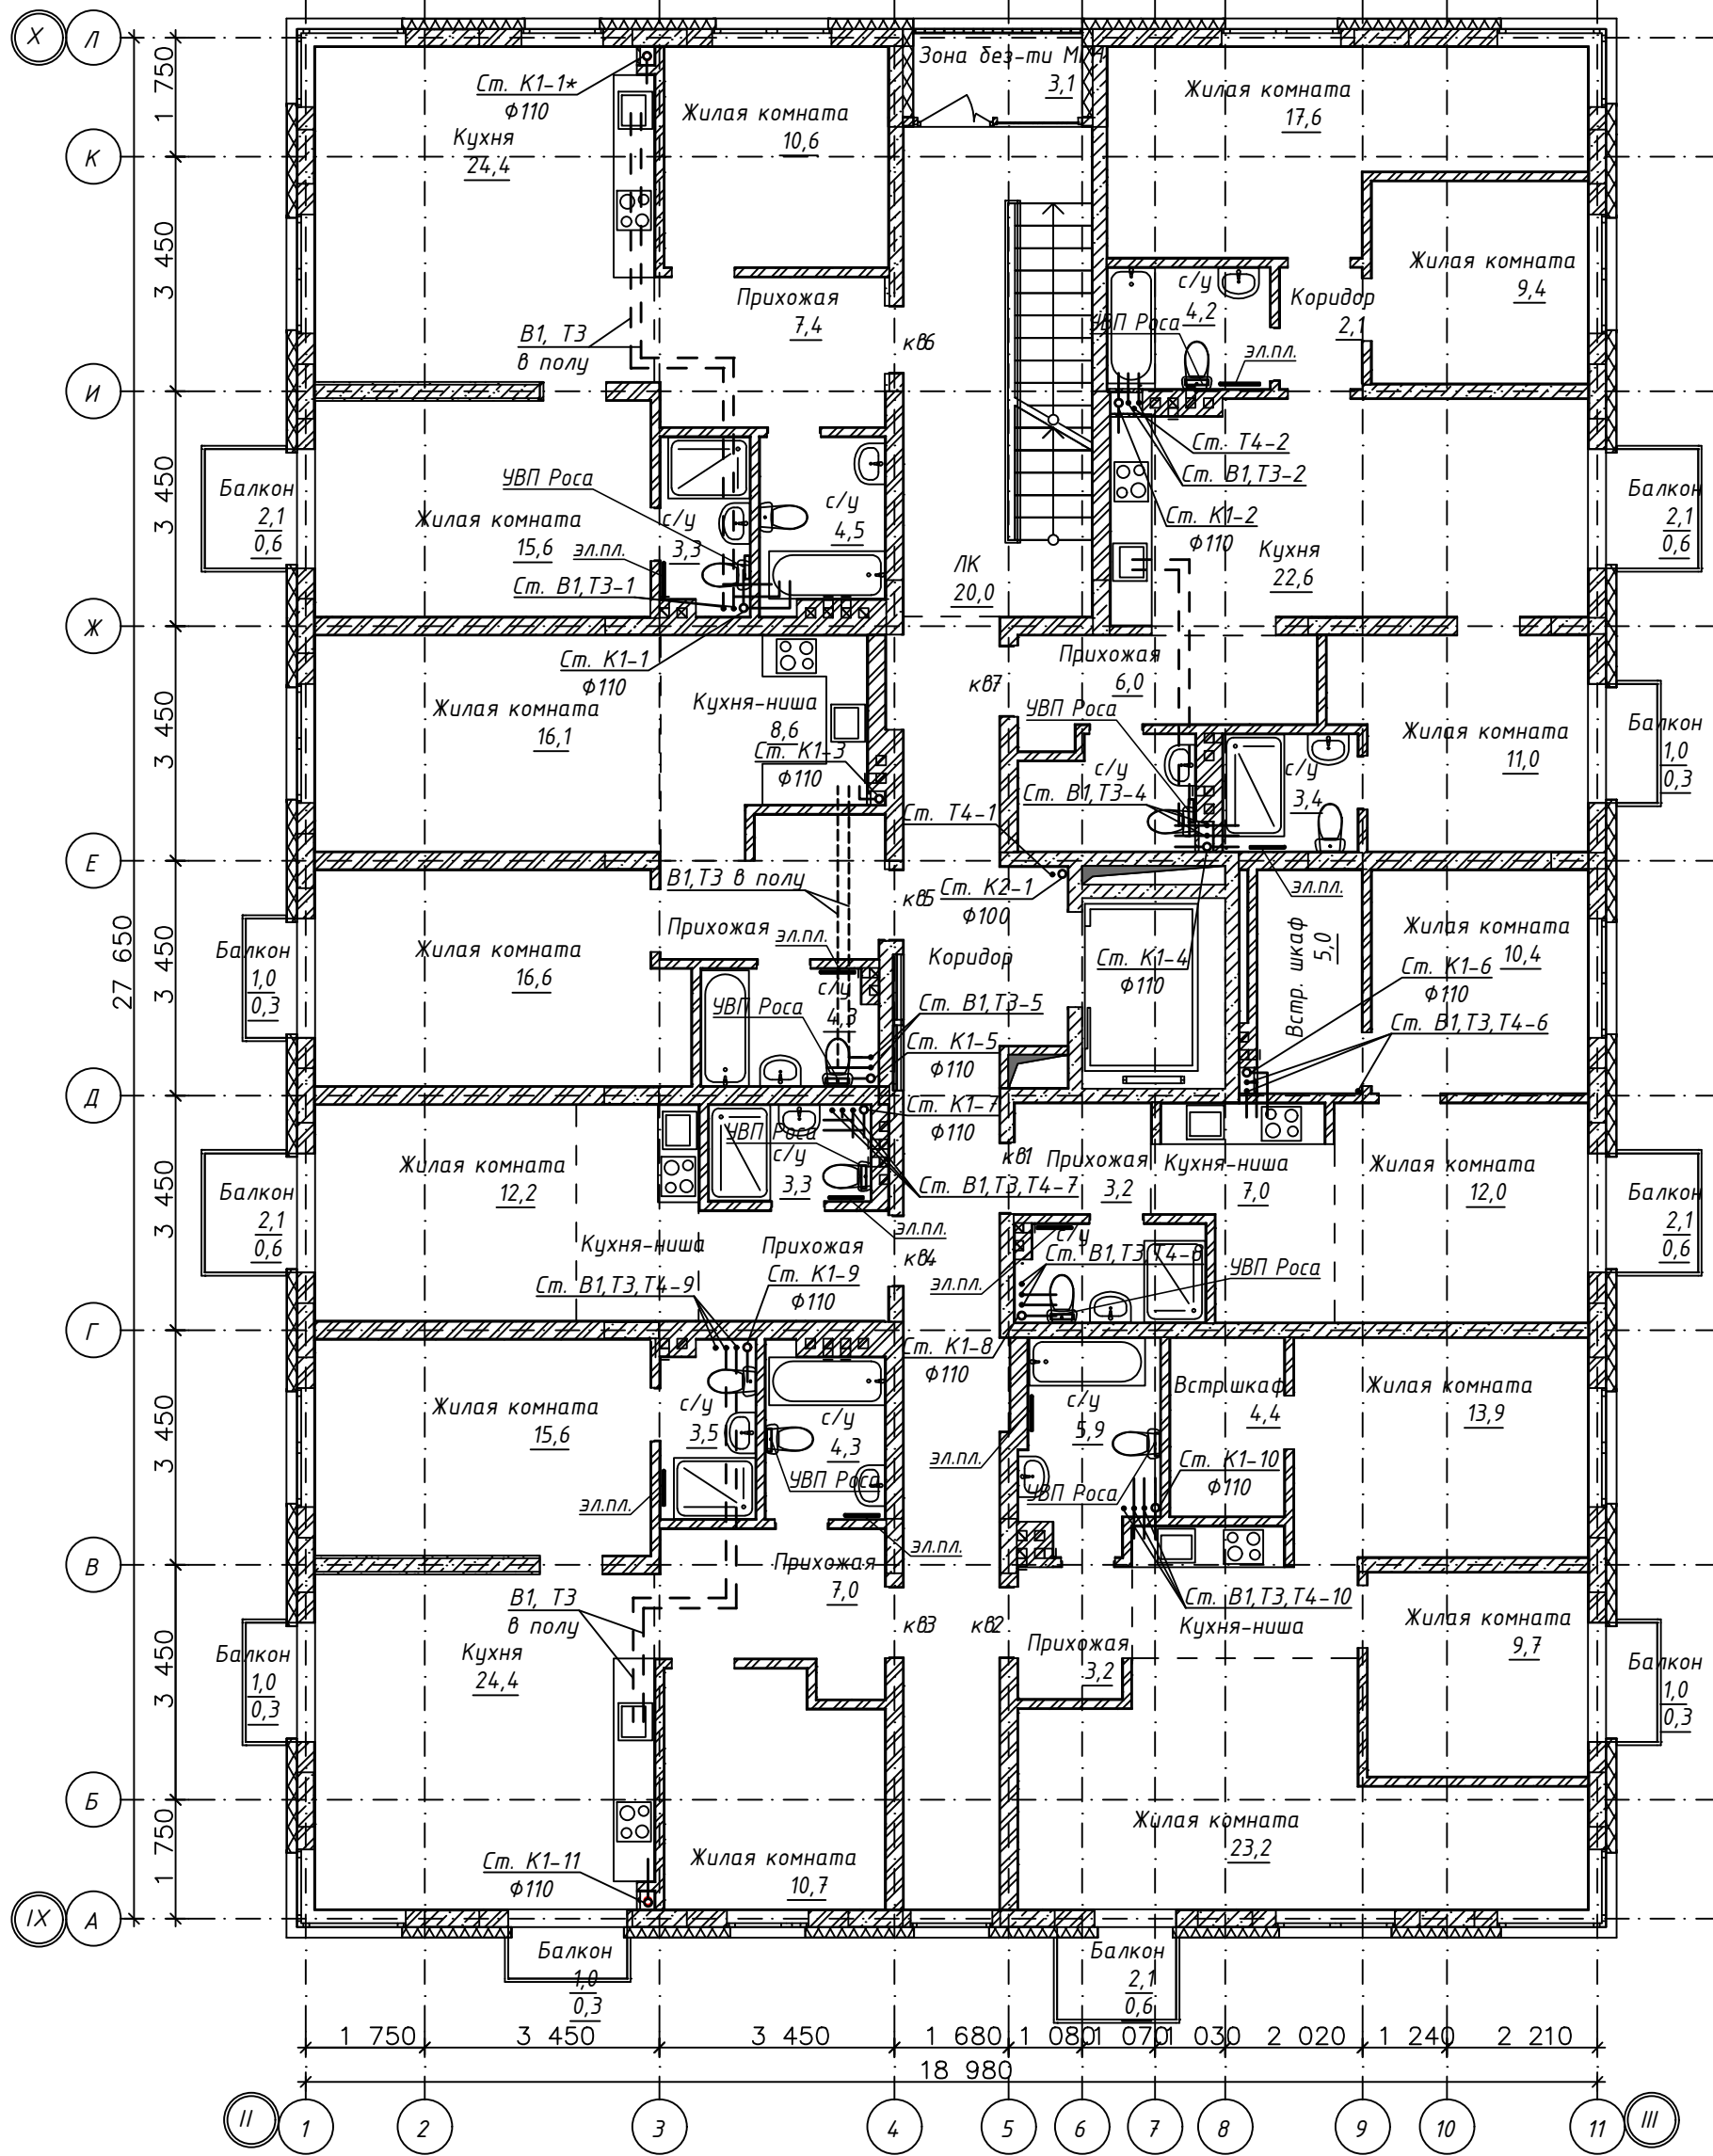 X
Л
Зона без-ти МГН
3,1
1 750
Ст. К1-1*
Ф110
Кухня
24,4
Жилая комната
10,6
Жилая комната
17,6
К
3 450
Жилая комната
9,4
Прихожая
7,4
с/у
4,2
УВП Роса
Коридор
2,1
эл.пл.
В1, Т3
в полу
кв6
И
Ст. Т4-2
Ст. В1,Т3-2
Ст. К1-2
Ф110
Кухня
22,6
3 450
Балкон
2,1
0,6
УВП Роса
Жилая комната
15,6
эл.пл.
с/у
3,3
с/у
4,5
Ст. В1,Т3-1
ЛК
20,0
Балкон
2,1
0,6
Ж
Ст. К1-1
Ф110
Прихожая
6,0
кв7
УВП Роса
3 450
Жилая комната
16,1
Кухня-ниша
8,6
Ст. К1-3
Ф110
с/у
Ст. В1,Т3-4
с/у
3,4
Жилая комната
11,0
Балкон
1,0
0,3
Ст. Т4-1
Е
В1,Т3 в полу
кв5
Ст. К2-1
Ф100
эл.пл.
27 650
3 450
Балкон
1,0
0,3
Жилая комната
16,6
Прихожая
эл.пл.
с/у
4,3
УВП Роса
Коридор
Ст. К1-4
Ф110
Встр. шкаф
5,0
Жилая комната
10,4
Ст. К1-6
Ф110
Ст. В1,Т3,Т4-6
Ст. В1,Т3-5
Ст. К1-5
Ф110
Д
Ст. К1-7
Ф110
УВП Роса
с/у
3,3
Ст. В1,Т3,Т4-7
эл.пл.
3 450
Балкон
2,1
0,6
Жилая комната
12,2
Кухня-ниша
Прихожая
кв4
кв1
Прихожая
3,2
Кухня-ниша
7,0
Жилая комната
12,0
Балкон
2,1
0,6
с/у
Ст. В1,Т3,Т4-8
УВП Роса
эл.пл.
Ст. В1,Т3,Т4-9
Ст. К1-9
Ф110
Г
Ст. К1-8
Ф110
3 450
Жилая комната
15,6
с/у
3,5
с/у
4,3
УВП Роса
эл.пл.
эл.пл.
эл.пл.
с/у
5,9
УВП Роса
Встр.шкаф
4,4
Ст. К1-10
Ф110
Жилая комната
13,9
В
Прихожая
7,0
В1, Т3
в полу
кв3
кв2
Ст. В1,Т3,Т4-10
Кухня-ниша
Прихожая
3,2
Жилая комната
9,7
3 450
Балкон
1,0
0,3
Кухня
24,4
Балкон
1,0
0,3
Б
1 750
Жилая комната
23,2
Ст. К1-11
Ф110
Жилая комната
10,7
IX
А
Балкон
1,0
0,3
Балкон
2,1
0,6
1 750
3 450
3 450
1 680
1 080
1 070
1 030
2 020
1 240
2 210
18 980
II
1
2
3
4
5
6
7
8
9
10
11
III